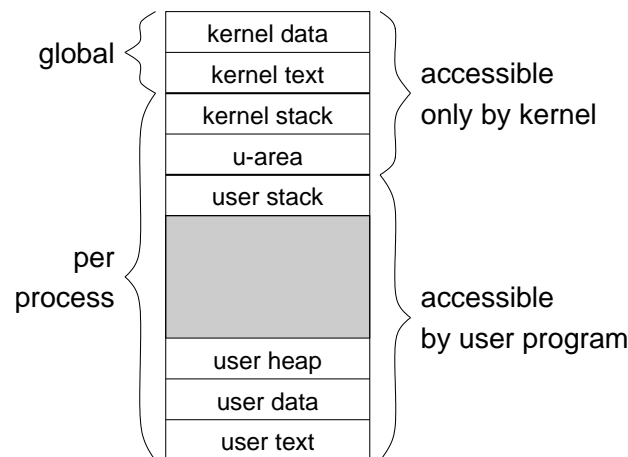 global
kernel data
kernel text
kernel stack
u-area
user stack
user heap
user data
user text
per
process
accessible
only by kernel
accessible
by user program